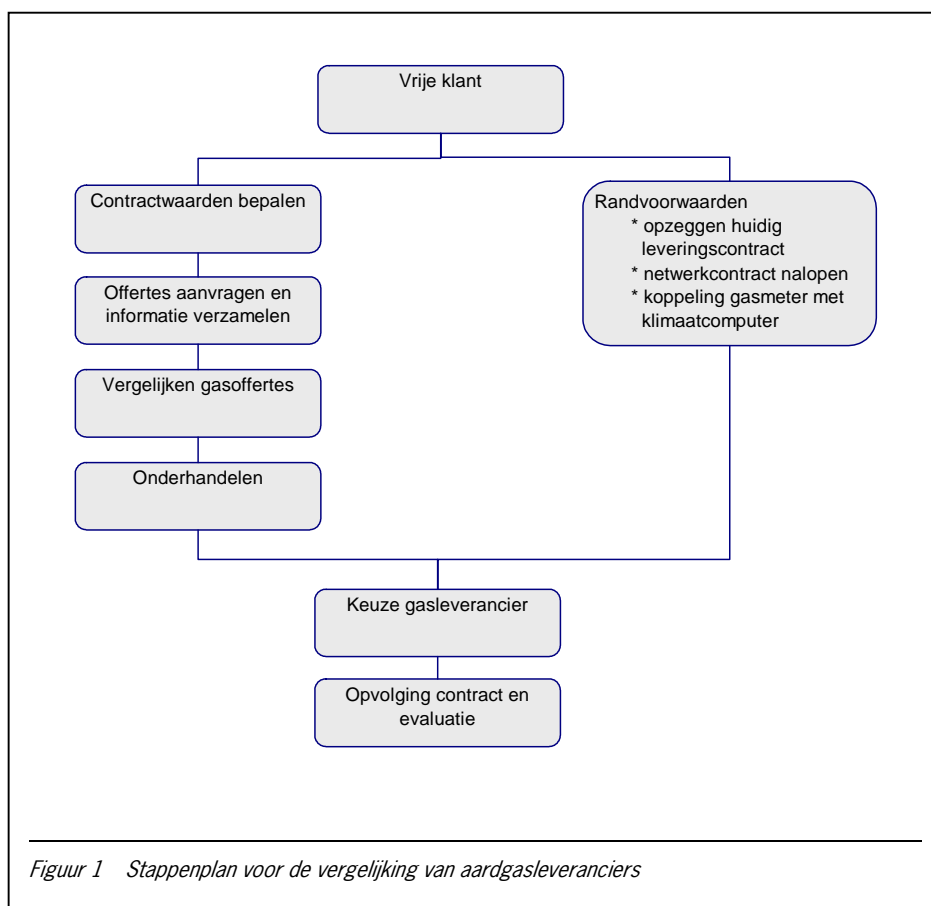 Vrije klant
Contractwaarden bepalen
Offertes aanvragen en
informatie verzamelen
Vergelijken gasoffertes
Onderhandelen
Randvoorwaarden
* opzeggen huidig
leveringscontract
* netwerkcontract nalopen
* koppeling gasmeter met
klimaatcomputer
Keuze gasleverancier
Opvolging contract en
evaluatie
Figuur 1 Stappenplan voor de vergelijking van aardgasleveranciers